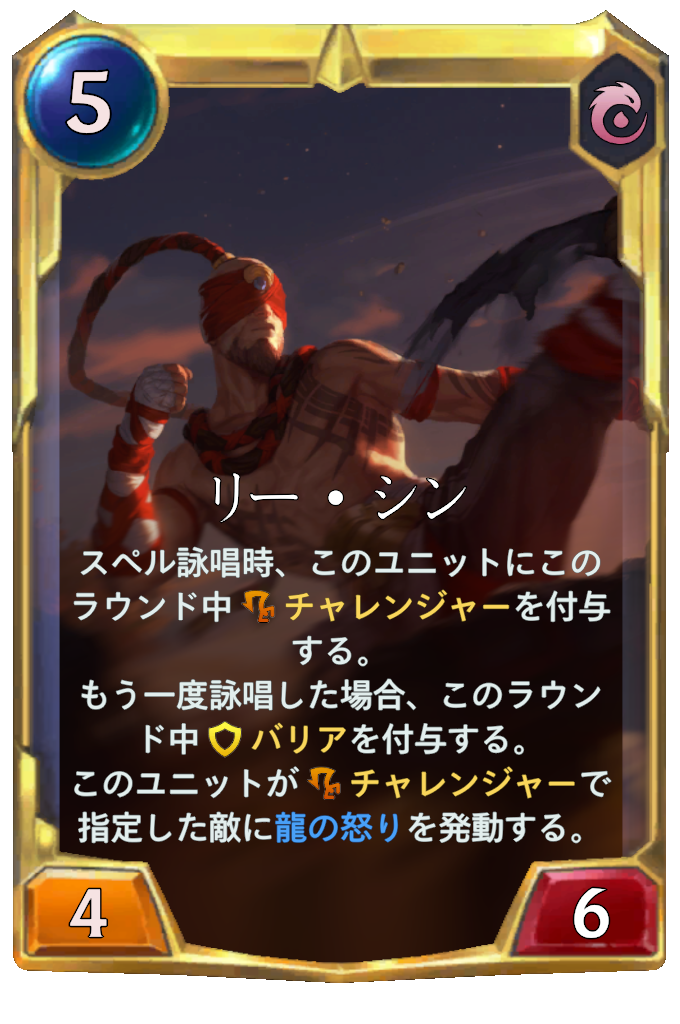 5
リー・シン
スペル詠唱時、このユニットにこの
ラウンド中チャレンジャーを付与
する。
もう一度詠唱した場合、このラウン
ド中バリアを付与する。
このユニットがチャレンジャーで
指定した敵に龍の怒りを発動する。
4
6